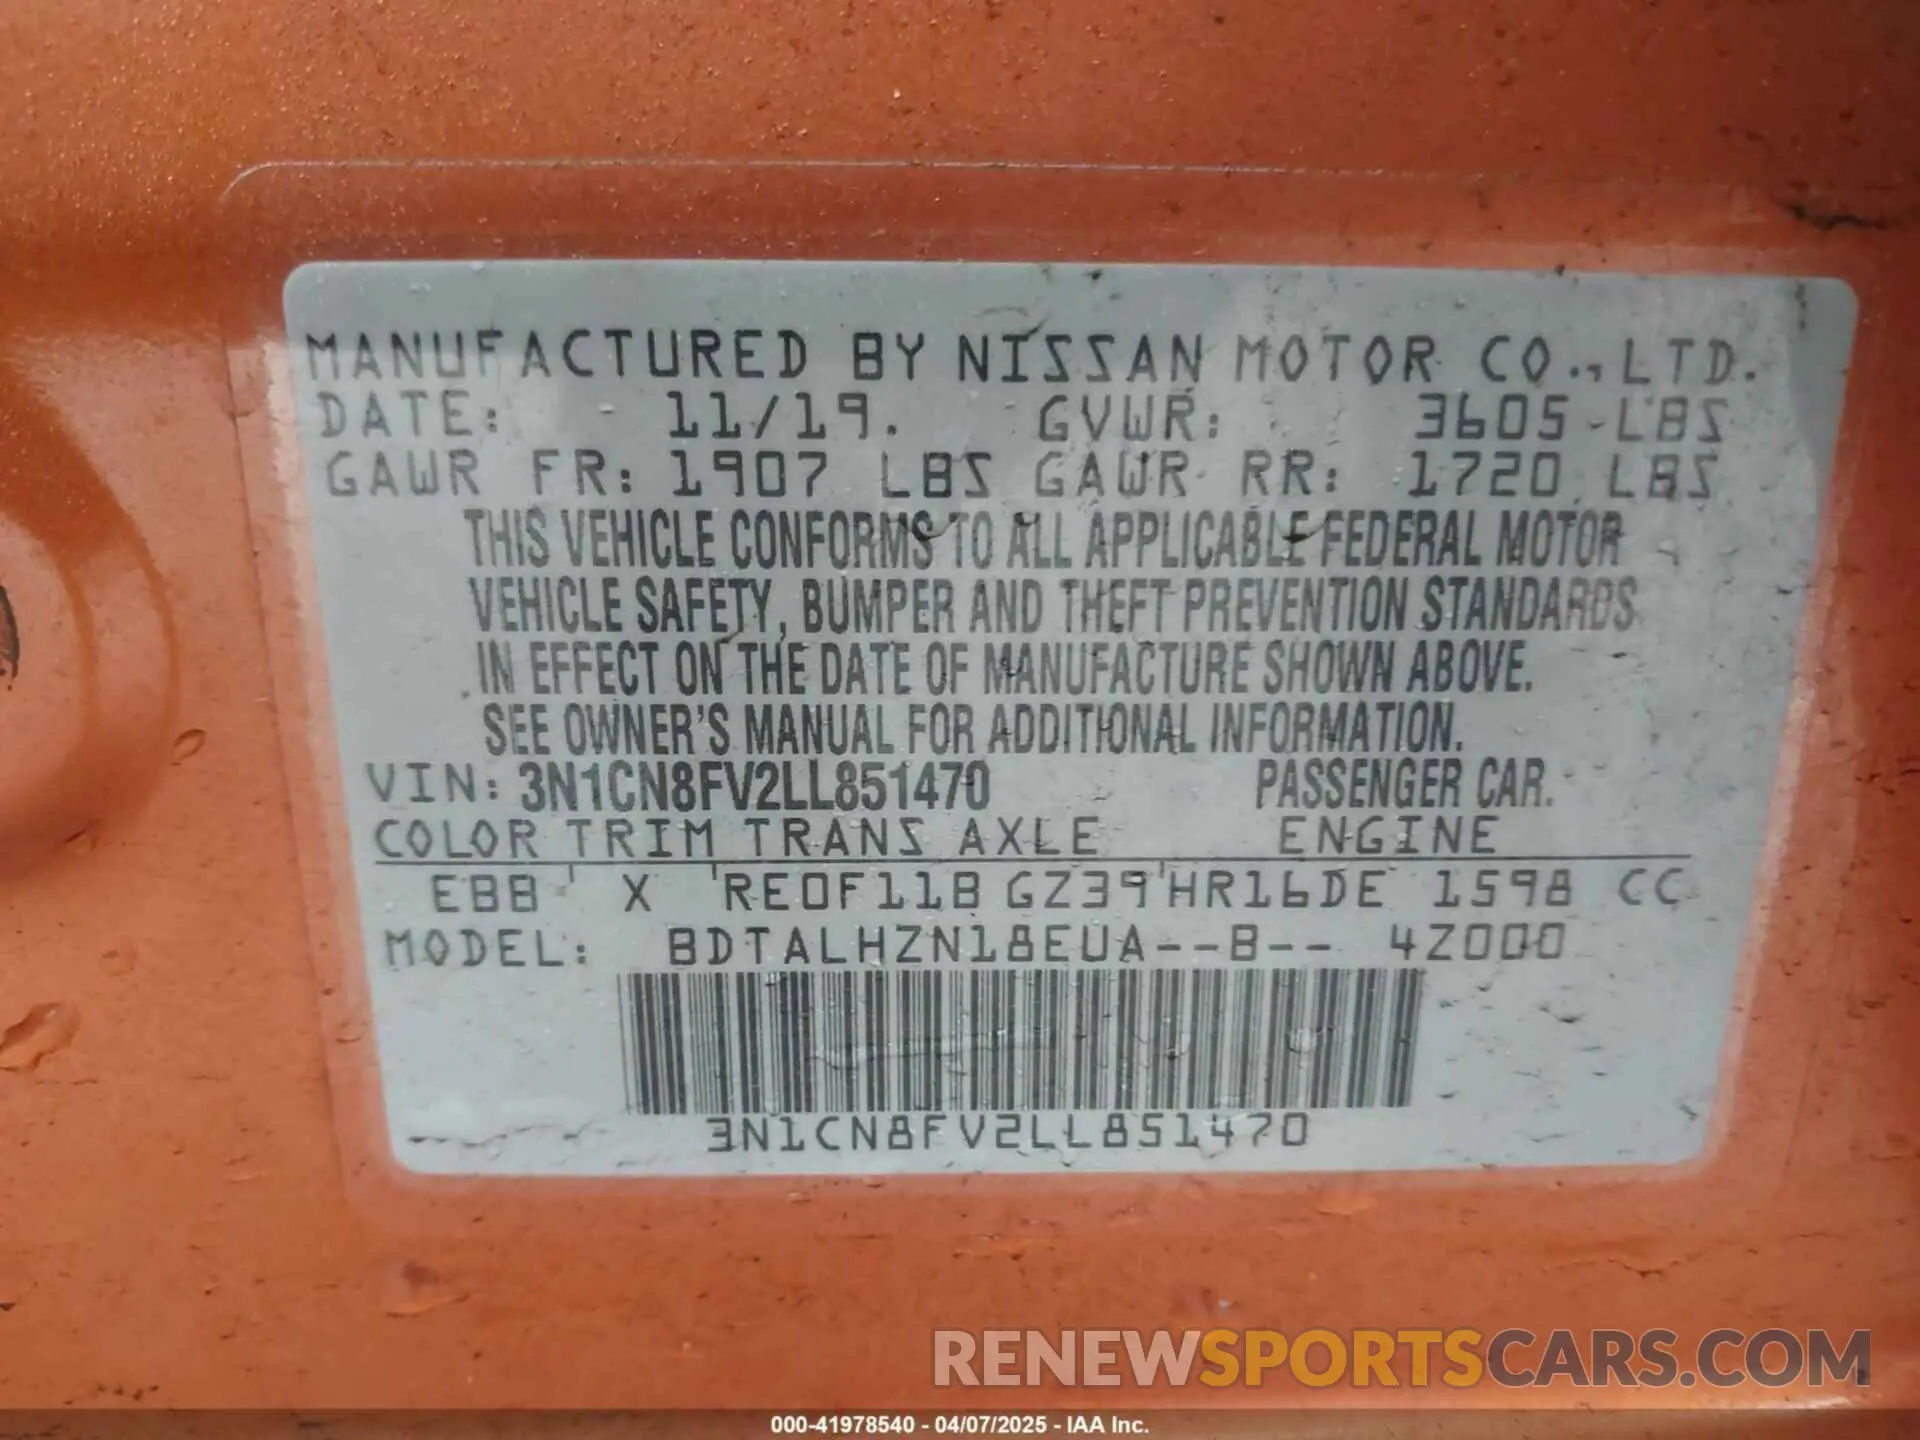 MANUFACTURED BY NISSAN MOTOR CO., LTD.
DATE: 11/19. GVWR: 3605 LBS
GAWR FR: 1907 LBS GAWR RR: 1720 LBS
THIS VEHICLE CONFORMS TO ALL APPLICABLE FEDERAL MOTOR
VEHICLE SAFETY, BUMPER AND THEFT PREVENTION STANDARDS
IN EFFECT ON THE DATE OF MANUFACTURE SHOWN ABOVE.
SEE OWNER'S MANUAL FOR ADDITIONAL INFORMATION.
VIN: 3N1CN8FV2LL851470 PASSENGER CAR.
COLOR TRIM TRANS AXLE ENGINE
EBB X RE0F11B GZ39 HR16DE 1598 CC
MODEL: BDTALHZN18EUA--B-- 4Z000
3N1CN8FV2LL851470
RENEWSPORTSCARS.COM
000-41978540 - 04/07/2025 - IAA Inc.